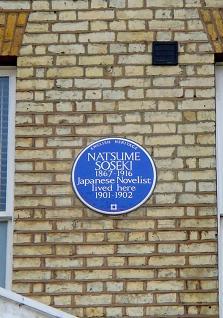 ENGLISH HERITAGE
NATSUME
SOSEKI
1867-1916
Japanese Novelist
lived here
1901-1902